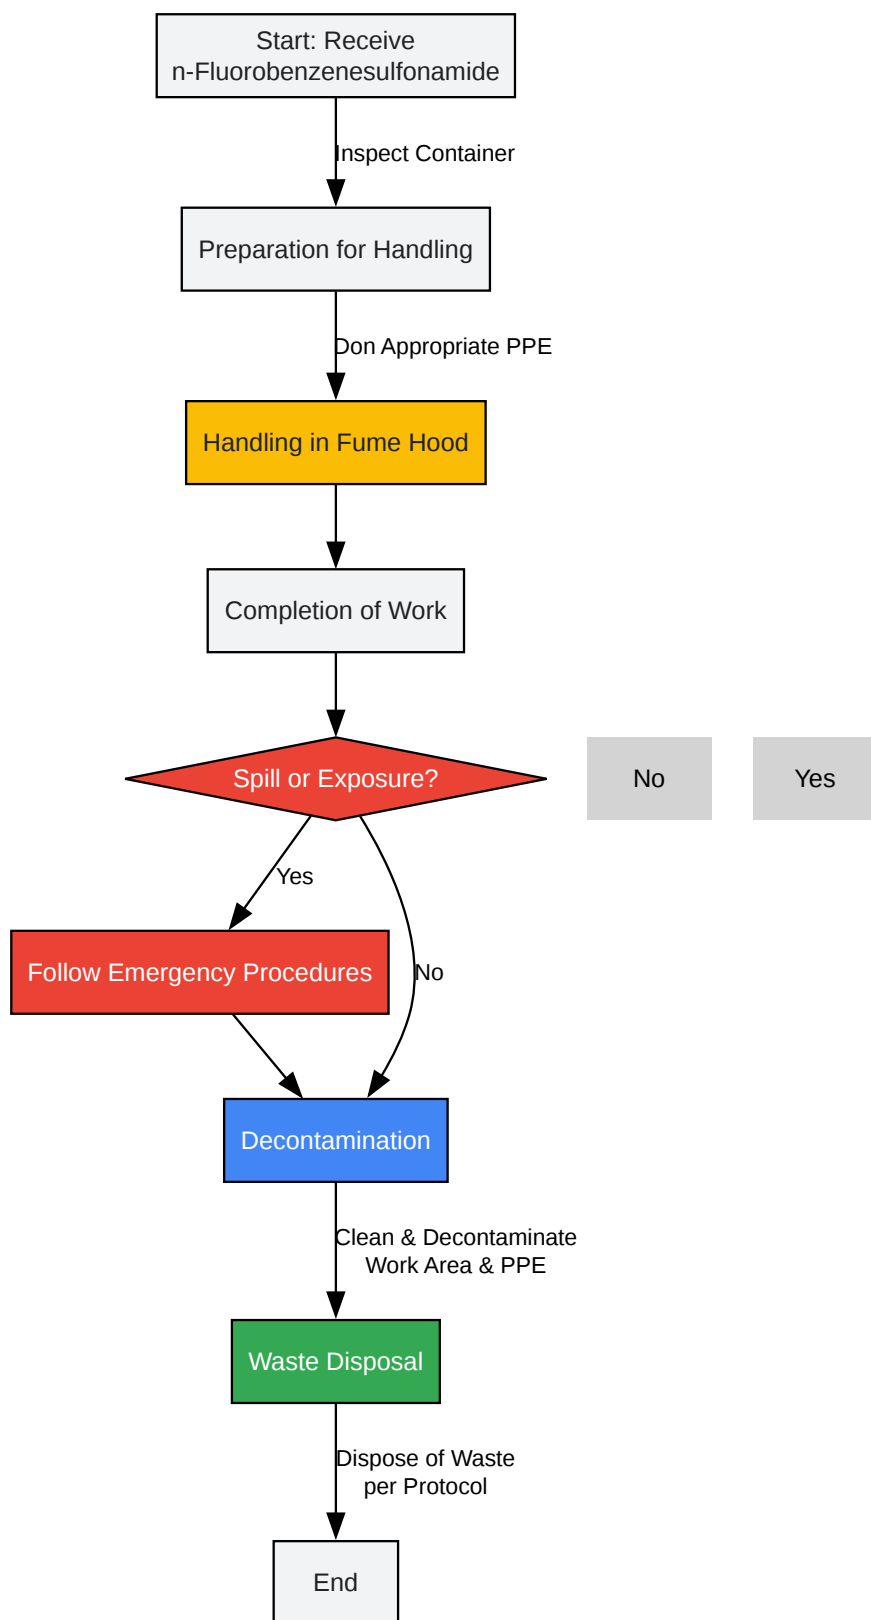 Start: Receive
n-Fluorobenzenesulfonamide
Inspect Container
Preparation for Handling
Don Appropriate PPE
Handling in Fume Hood
Completion of Work
Spill or Exposure?
No
Yes
Yes
Follow Emergency Procedures
No
Decontamination
Clean & Decontaminate
Work Area & PPE
Waste Disposal
Dispose of Waste
per Protocol
End